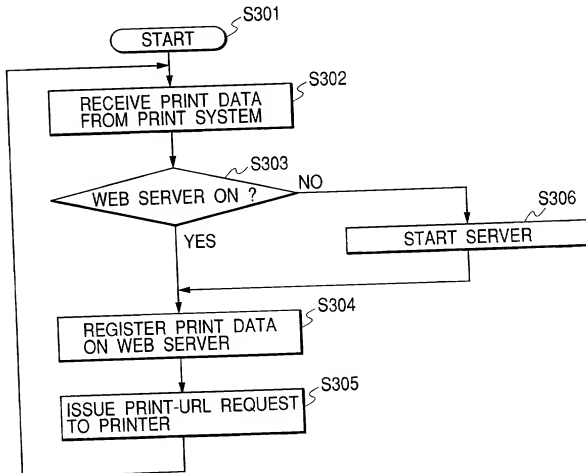 S301
START
S302
RECEIVE PRINT DATA
FROM PRINT SYSTEM
S303
WEB SERVER ON ?
NO
YES
S306
START SERVER
S304
REGISTER PRINT DATA
ON WEB SERVER
S305
ISSUE PRINT-URL REQUEST
TO PRINTER